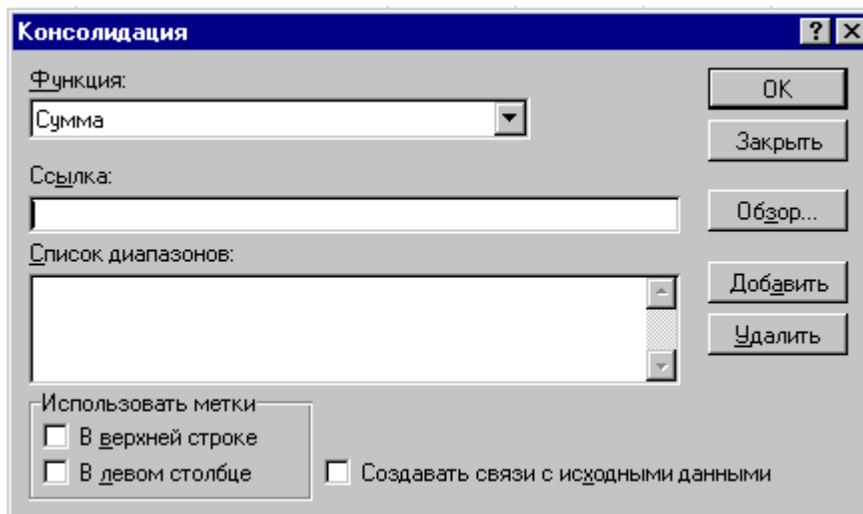 Консолидация
Функция:
Сумма
OK
Закрыть
Ссылка:
Обзор...
Список диапазонов:
Добавить
Удалить
Использовать метки
В верхней строке
В левом столбце
Создавать связи с исходными данными